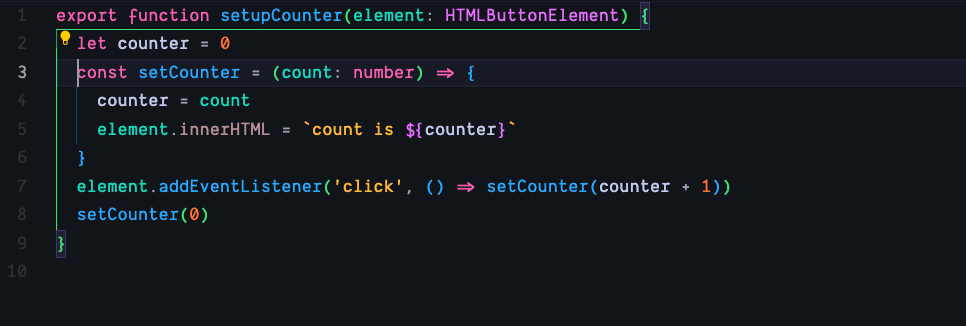 1 export function setupCounter(element: HTMLButtonElement) {
2 let counter = 0
3 const setCounter = (count: number) => {
4 counter = count
5 element.innerHTML = `count is ${counter}`
6 }
7 element.addEventListener('click', () => setCounter(counter + 1))
8 setCounter(0)
9 }
10